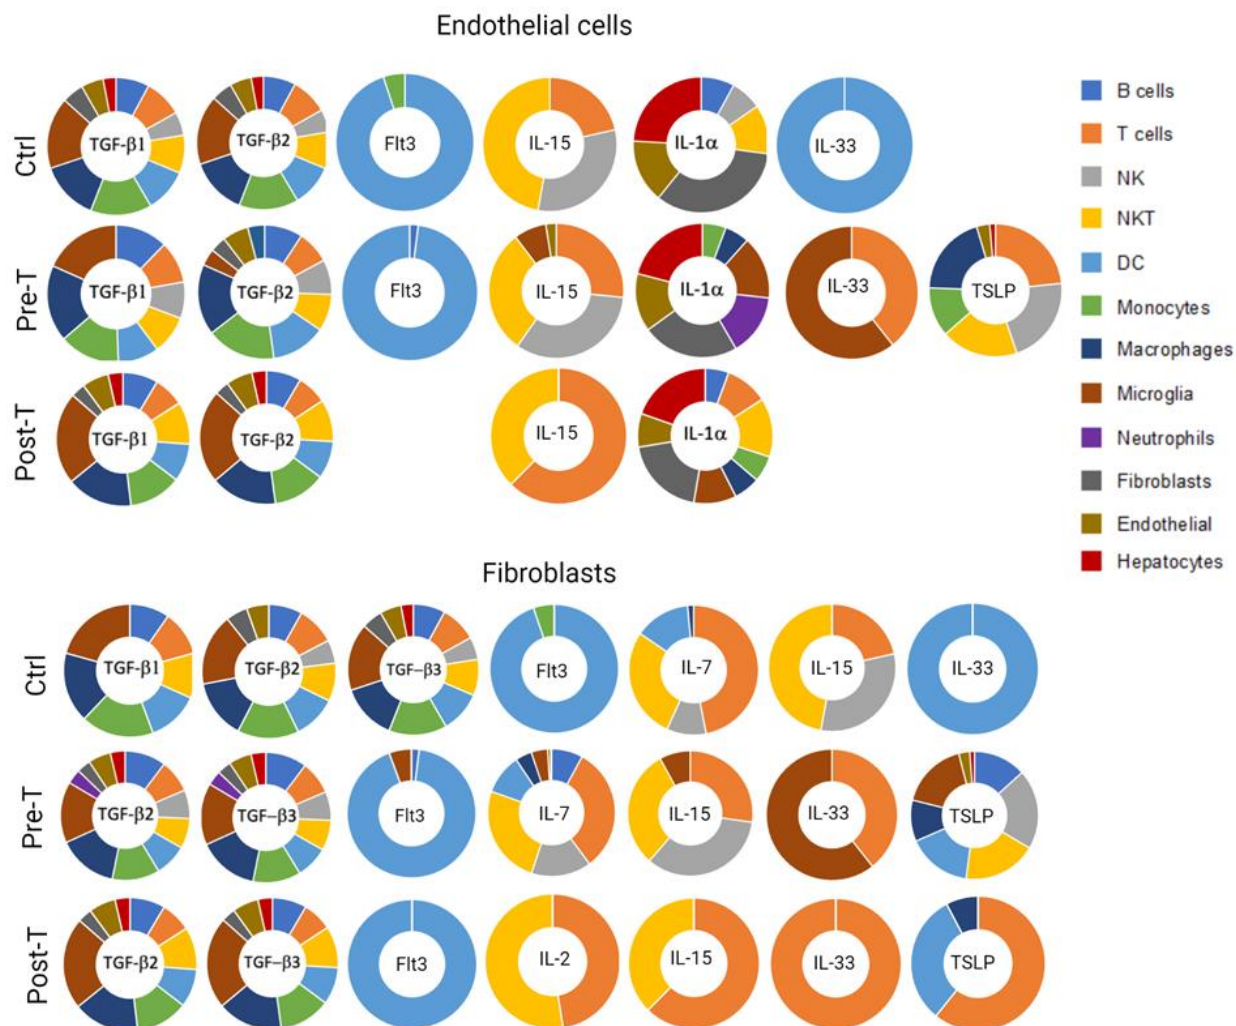 Endothelial cells
Ctrl
TGF-β1
TGF-β2
Flt3
IL-15
IL-1α
IL-33
Pre-T
TGF-β1
TGF-β2
Flt3
IL-15
IL-1α
IL-33
TSLP
Post-T
TGF-β1
TGF-β2
IL-15
IL-1α
B cells
T cells
NK
NKT
DC
Monocytes
Macrophages
Microglia
Neutrophils
Fibroblasts
Endothelial
Hepatocytes
Fibroblasts
Ctrl
TGF-β1
TGF-β2
TGF–β3
Flt3
IL-7
IL-15
IL-33
Pre-T
TGF-β2
TGF–β3
Flt3
IL-7
IL-15
IL-33
TSLP
Post-T
TGF-β2
TGF–β3
Flt3
IL-2
IL-15
IL-33
TSLP